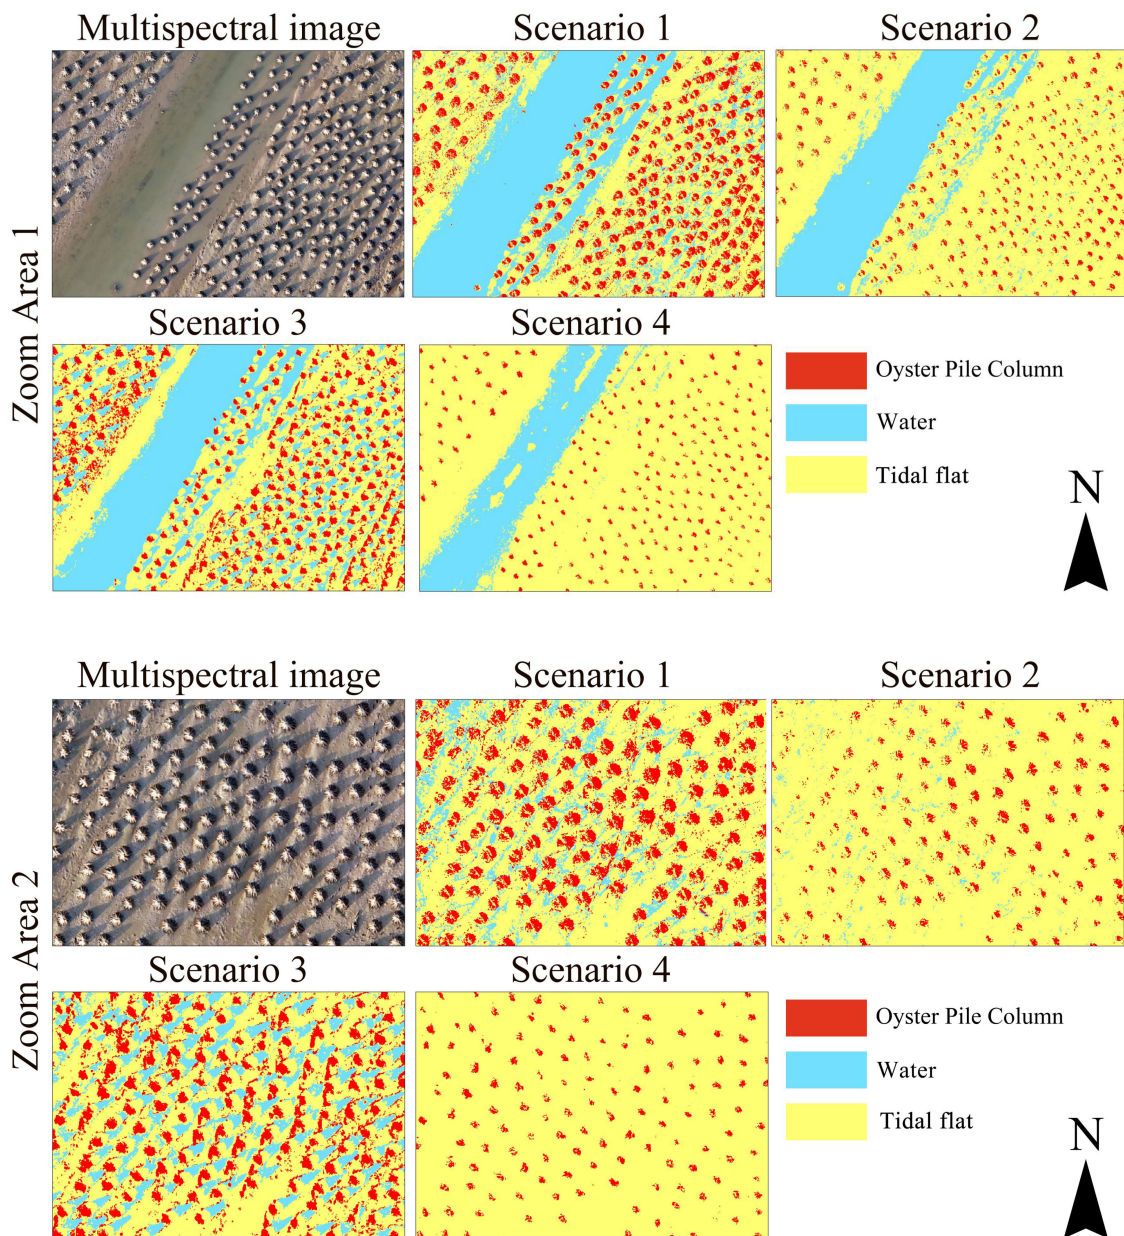 Multispectral image
Scenario 1
Scenario 2
Zoom Area 1
Scenario 3
Scenario 4
Oyster Pile Column
Water
Tidal flat
N
Multispectral image
Scenario 1
Scenario 2
Zoom Area 2
Scenario 3
Scenario 4
Oyster Pile Column
Water
Tidal flat
N